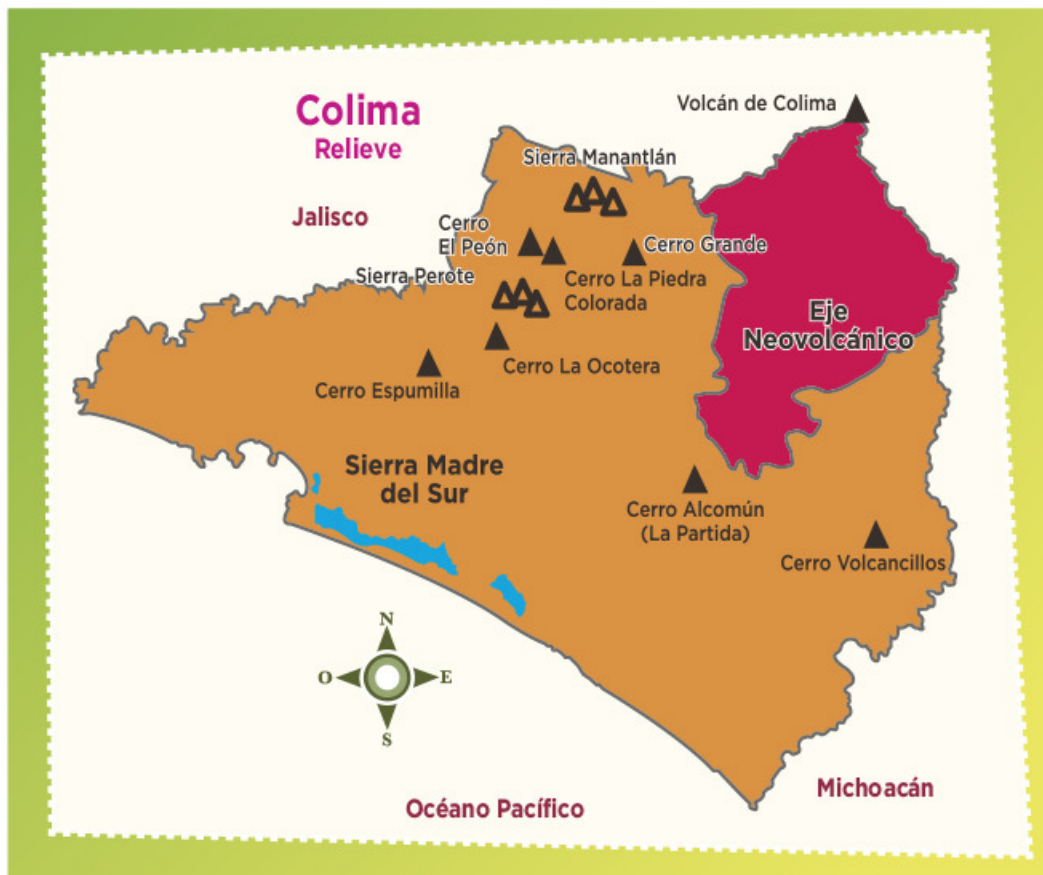 Colima
Relieve
Volcán de Colima
Sierra Manantlán
Jalisco
Cerro
El Peón
Cerro Grande
Sierra Perote
Cerro La Piedra
Colorada
Eje
Neovolcánico
Cerro La Ocotera
Cerro Espumilla
Sierra Madre
del Sur
Cerro Alcomún
(La Partida)
Cerro Volcancillos
N
O
E
S
Michoacán
Océano Pacífico